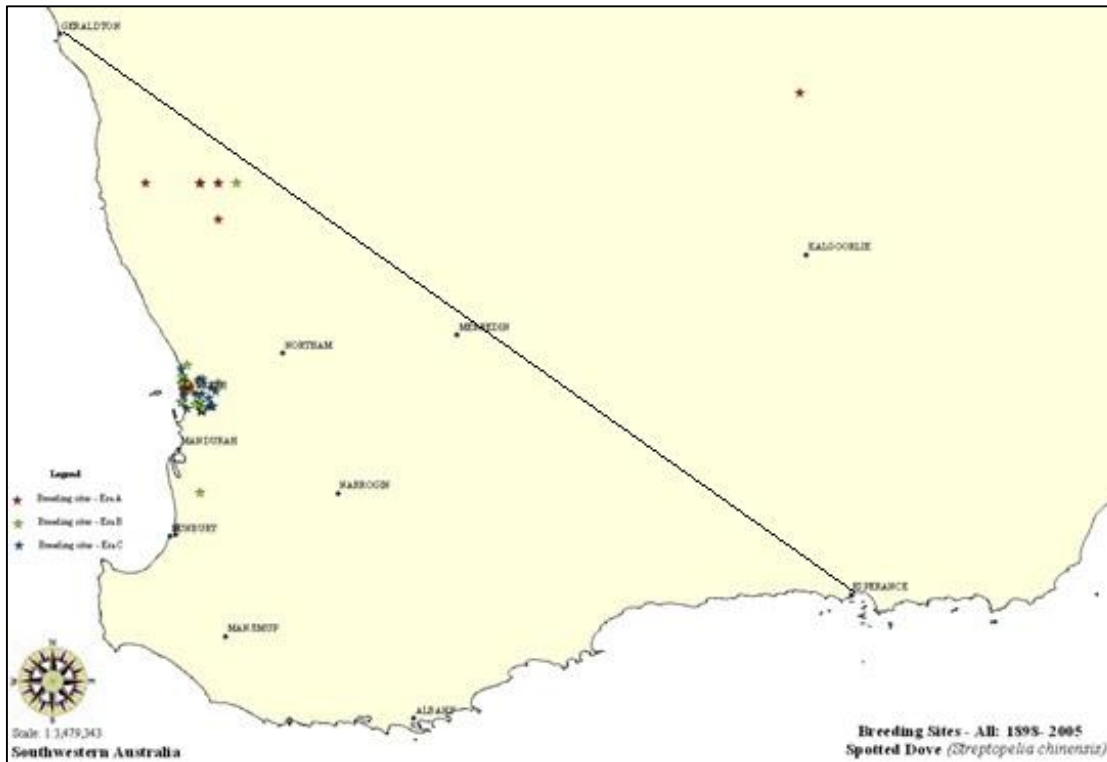 GERALDTON
KALGOORLIE
MERREDIN
NORTHAM
MANDURAH
Legend
NARROGIN
Breeding sites - Era A
Breeding sites - Era B
BUNBURY
Breeding sites - Era C
ESPERANCE
MANJIMUP
ALBANY
Scale: 1:3,479,343
Southwestern Australia
Breeding Sites - All: 1898- 2005
Spotted Dove (Streptopelia chinensis)